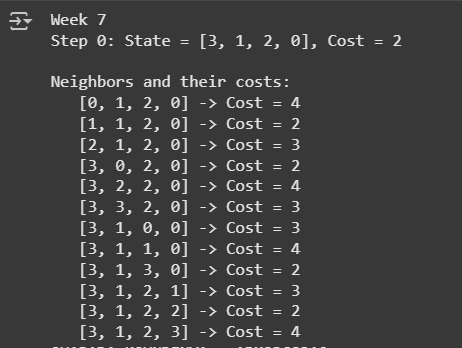 Week 7
Step 0: State = [3, 1, 2, 0], Cost = 2
Neighbors and their costs:
[0, 1, 2, 0] -> Cost = 4
[1, 1, 2, 0] -> Cost = 2
[2, 1, 2, 0] -> Cost = 3
[3, 0, 2, 0] -> Cost = 2
[3, 2, 2, 0] -> Cost = 4
[3, 3, 2, 0] -> Cost = 3
[3, 1, 0, 0] -> Cost = 3
[3, 1, 1, 0] -> Cost = 4
[3, 1, 3, 0] -> Cost = 2
[3, 1, 2, 1] -> Cost = 3
[3, 1, 2, 2] -> Cost = 2
[3, 1, 2, 3] -> Cost = 4